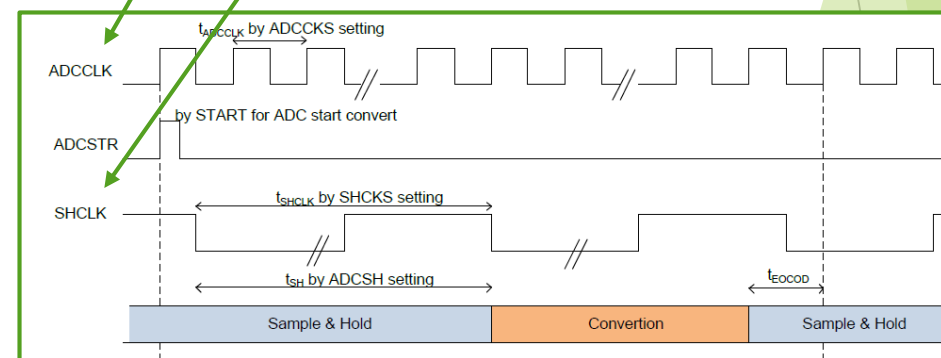 tADCCLK by ADCCKS setting
ADCCLK
by START for ADC start convert
ADCSTR
tSHCLK by SHCKS setting
SHCLK
tSH by ADCSH setting
tEOCOD
Sample & Hold Convertion Sample & Hold